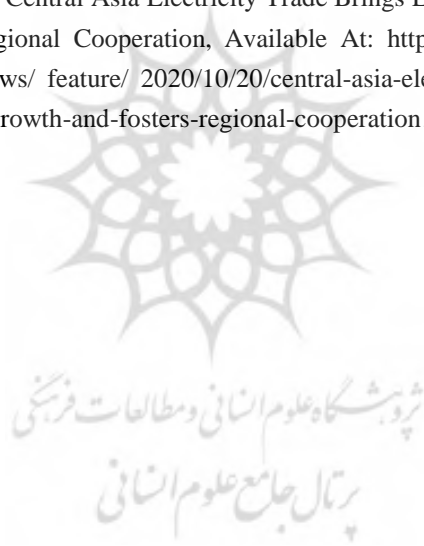 Central Asia Electricity Trade Brings E
gional Cooperation, Available At: http
ws/ feature/ 2020/10/20/central-asia-ele
rowth-and-fosters-regional-cooperation
پژوهشگاه علوم انسانی و مطالعات فرهنگی
پرتال جامع علوم انسانی